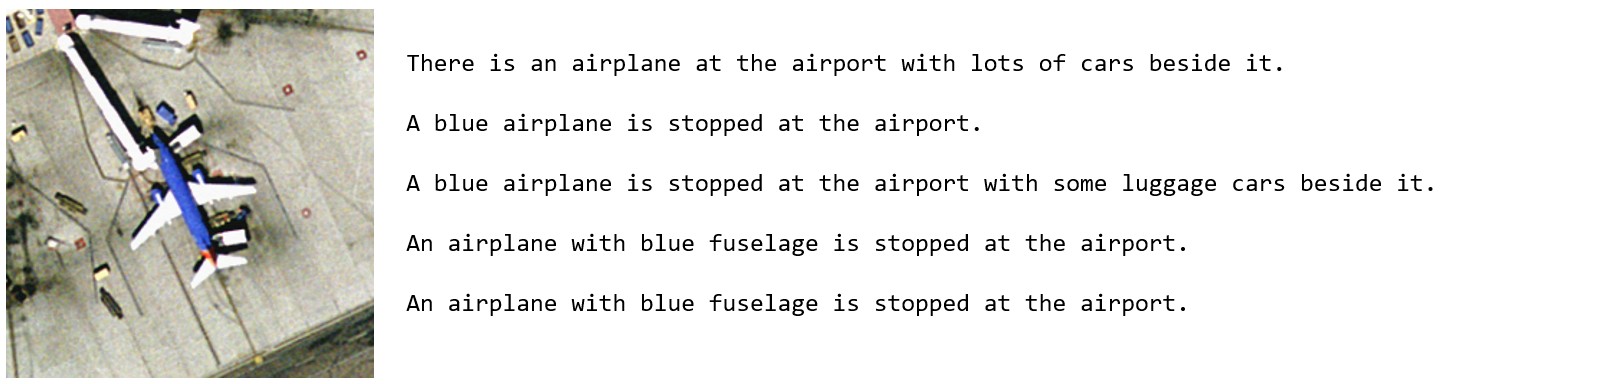 There is an airplane at the airport with lots of cars beside it.
A blue airplane is stopped at the airport.
A blue airplane is stopped at the airport with some luggage cars beside it.
An airplane with blue fuselage is stopped at the airport.
An airplane with blue fuselage is stopped at the airport.